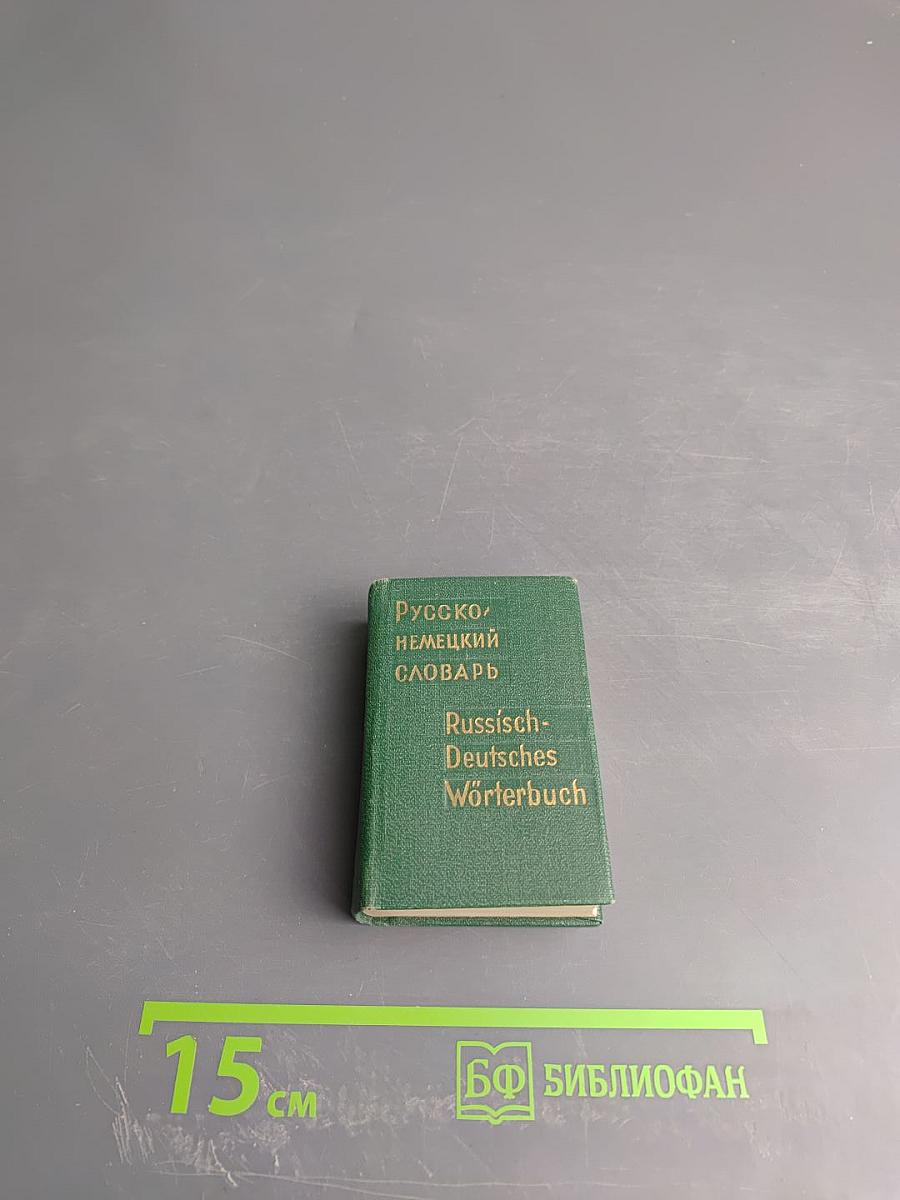 Русско-
немецкий
словарь
Russisch-
Deutsches
Wörterbuch
15 см
БФ БИБЛИОФАН